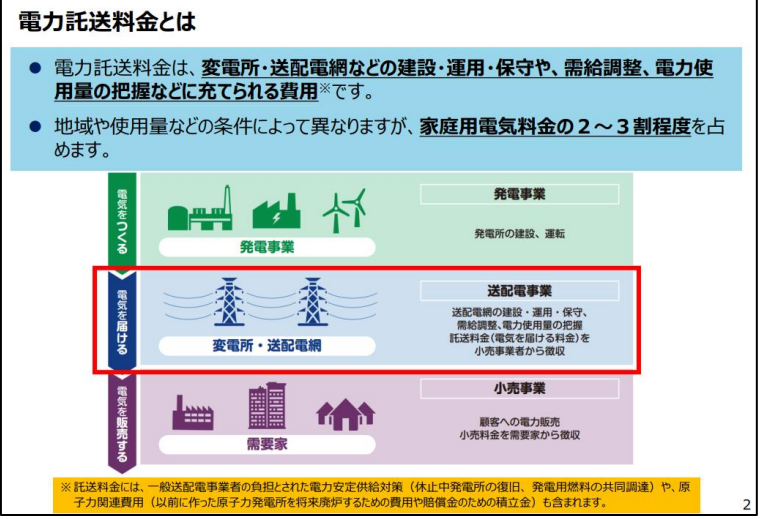 電力託送料金とは
● 電力託送料金は、変電所・送配電網などの建設・運用・保守や、需給調整、電力使
用量の把握などに充てられる費用※です。
● 地域や使用量などの条件によって異なりますが、家庭用電気料金の２～３割程度を占
めます。
電気をつくる
発電事業
発電事業
発電所の建設、運転
電気を届ける
変電所・送配電網
送配電事業
送配電網の建設・運用・保守、
需給調整、電力使用量の把握
託送料金(電気を届ける料金)を
小売事業者から徴収
電気を販売する
需要家
小売事業
顧客への電力販売
小売料金を需要家から徴収
※ 託送料金には、一般送配電事業者の負担とされた電力安定供給対策（休止中発電所の復旧、発電用燃料の共同調達）や、原
子力関連費用（以前に作った原子力発電所を将来廃炉するための費用や賠償金のための積立金）も含まれます。
2